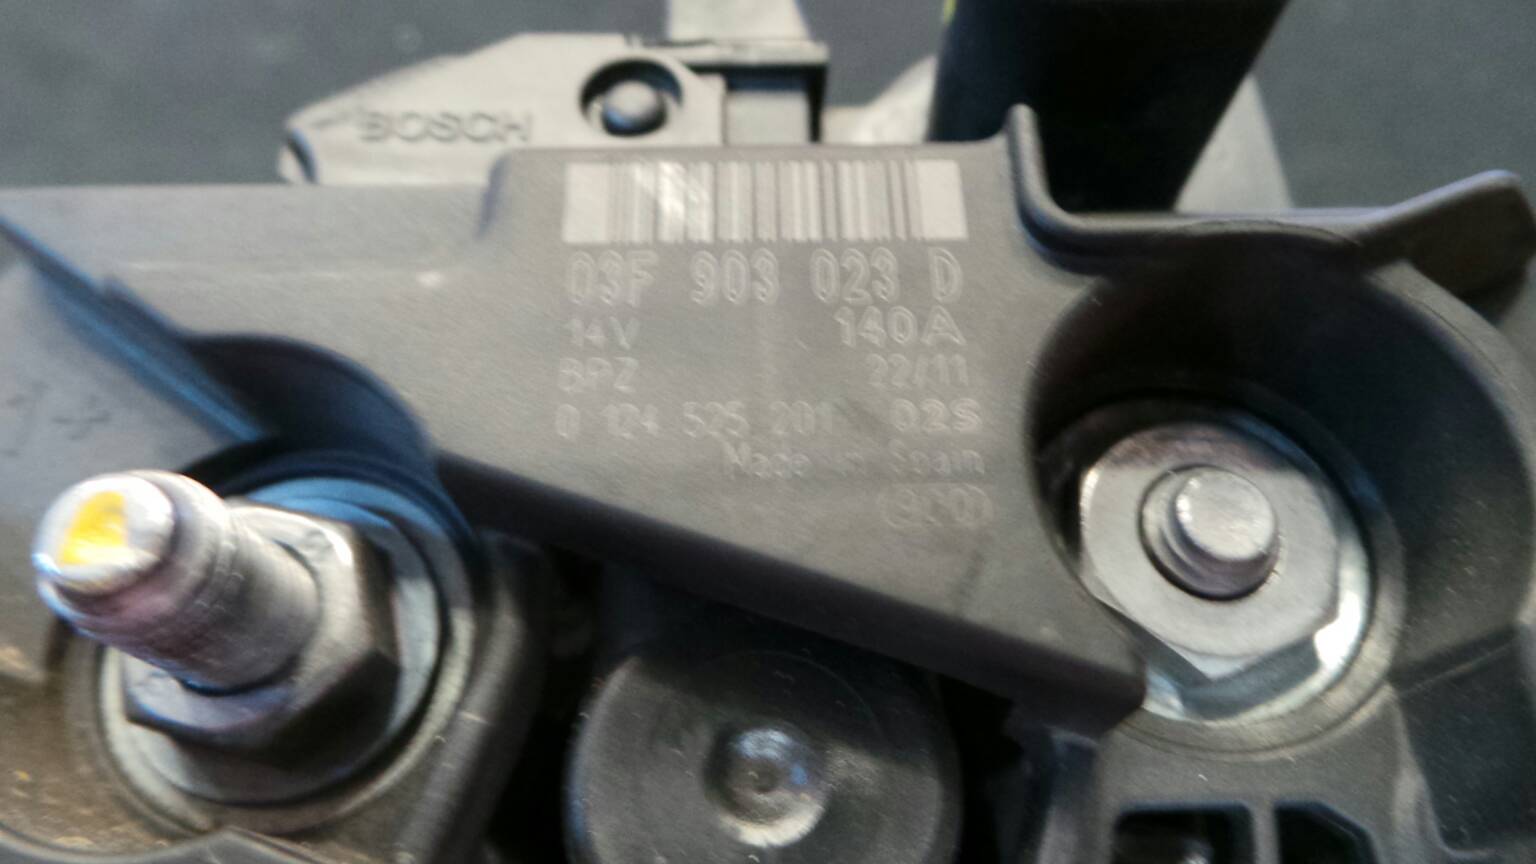 BOSCH
03F 903 023 D
14V 140A
BPZ 22/11
0 124 525 201 02S
Made in Spain